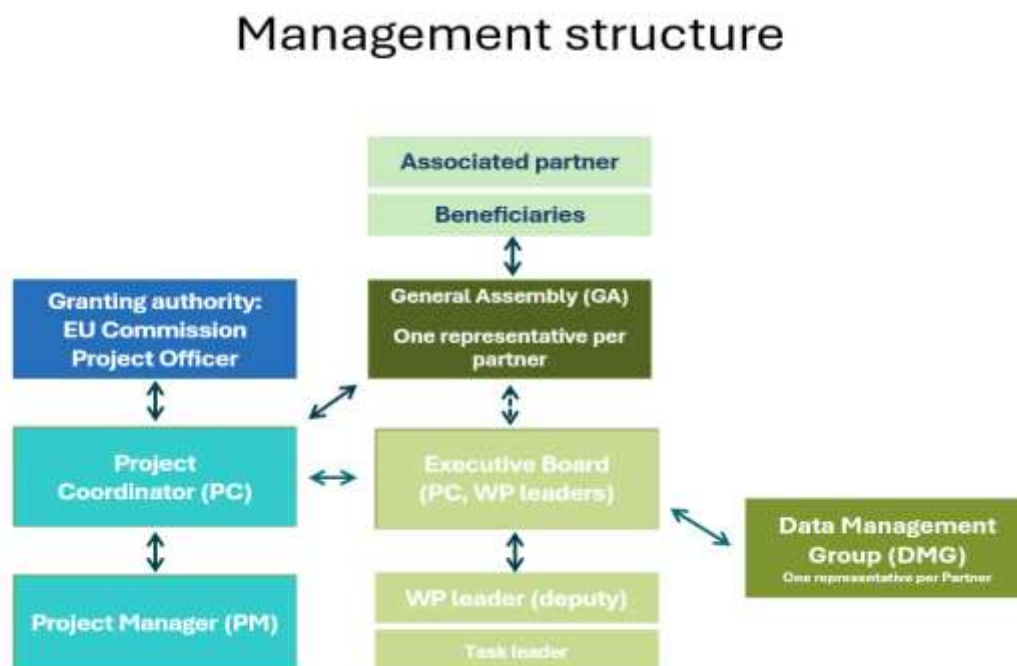 Management structure
Associated partner
Beneficiaries
Granting authority:
EU Commission
Project Officer
General Assembly (GA)
One representative per
partner
Project
Coordinator (PC)
Executive Board
(PC, WP leaders)
Data Management
Group (DMG)
One representative per Partner
Project Manager (PM)
WP leader (deputy)
Task leader